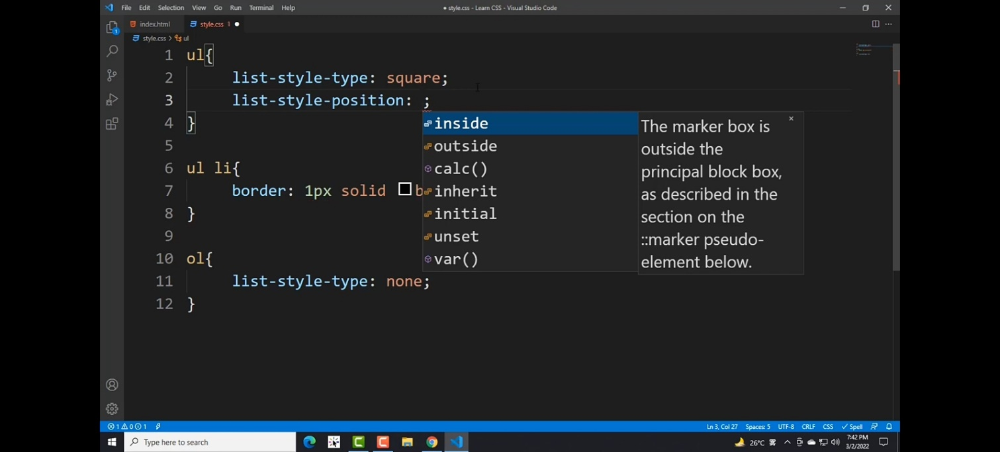 File Edit Selection View Go Run Terminal Help
● style.css - Learn CSS - Visual Studio Code
index.html
style.css 1 ●
style.css > ul
1 ul{
2 list-style-type: square;
3 list-style-position: ;
4 }
5
6 ul li{
7 border: 1px solid b
8 }
9
10 ol{
11 list-style-type: none;
12 }
inside
outside
calc()
inherit
initial
unset
var()
The marker box is
outside the
principal block box,
as described in the
section on the
::marker pseudo-
element below.
1
1 0 1
Ln 3, Col 27 Spaces: 5 UTF-8 CRLF CSS ✓ Spell
Type here to search
26°C
7:42 PM
3/2/2022